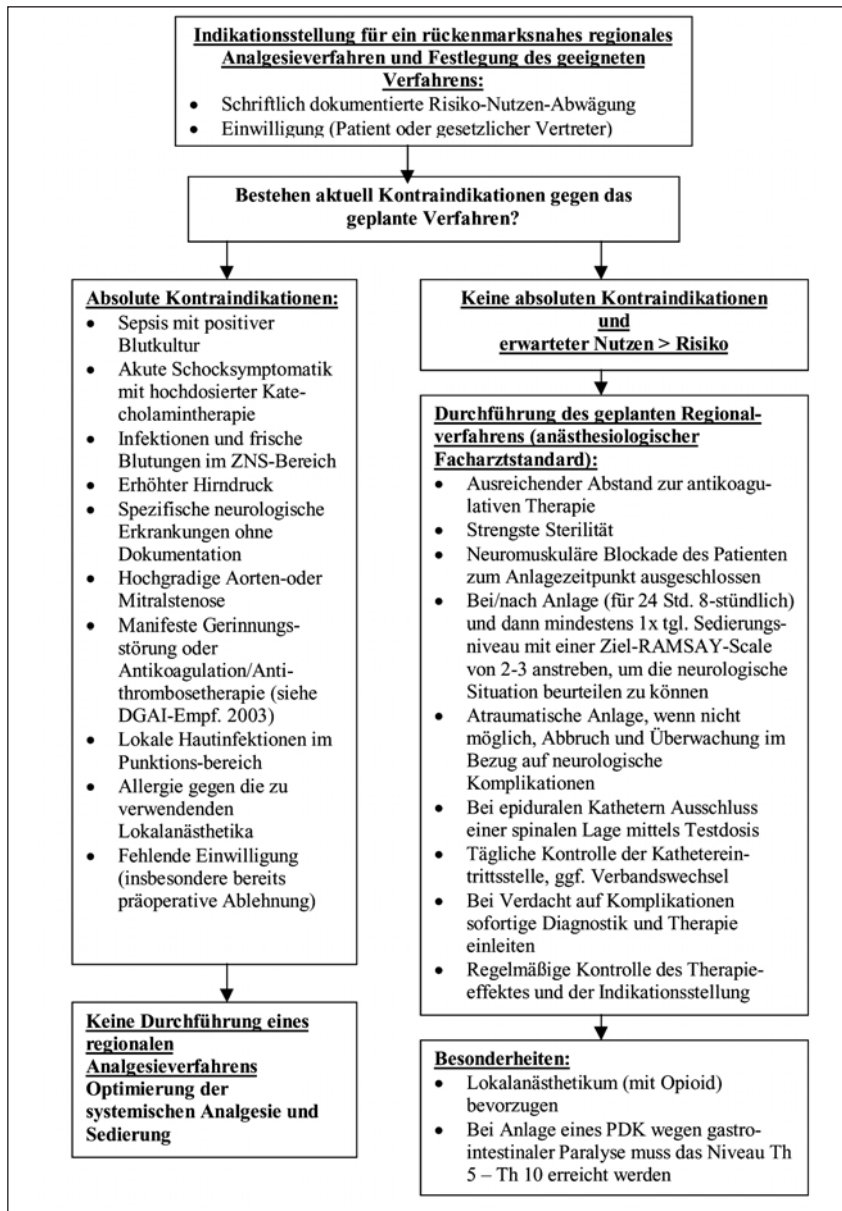 Indikationsstellung für ein rückenmarksnahes regionales
Analgesieverfahren und Festlegung des geeigneten
Verfahrens:
• Schriftlich dokumentierte Risiko-Nutzen-Abwägung
• Einwilligung (Patient oder gesetzlicher Vertreter)
Bestehen aktuell Kontraindikationen gegen das
geplante Verfahren?
Absolute Kontraindikationen:
• Sepsis mit positiver
Blutkultur
• Akute Schocksymptomatik
mit hochdosierter Kate-
cholamintherapie
• Infektionen und frische
Blutungen im ZNS-Bereich
• Erhöhter Hirndruck
• Spezifische neurologische
Erkrankungen ohne
Dokumentation
• Hochgradige Aorten-oder
Mitralstenose
• Manifeste Gerinnungs-
störung oder
Antikoagulation/Anti-
thrombosetherapie (siehe
DGAI-Empf. 2003)
• Lokale Hautinfektionen im
Punktions-bereich
• Allergie gegen die zu
verwendenden
Lokalanästhetika
• Fehlende Einwilligung
(insbesondere bereits
präoperative Ablehnung)
Keine Durchführung eines
regionalen
Analgesieverfahrens
Optimierung der
systemischen Analgesie und
Sedierung
Keine absoluten Kontraindikationen
und
erwarteter Nutzen > Risiko
Durchführung des geplanten Regional-
verfahrens (anästhesiologischer
Facharztstandard):
• Ausreichender Abstand zur antikoagu-
lativen Therapie
• Strengste Sterilität
• Neuromuskuläre Blockade des Patienten
zum Anlagezeitpunkt ausgeschlossen
• Bei/nach Anlage (für 24 Std. 8-stündlich)
und dann mindestens 1x tgl. Sedierungs-
niveau mit einer Ziel-RAMSAY-Scale
von 2-3 anstreben, um die neurologische
Situation beurteilen zu können
• Atraumatische Anlage, wenn nicht
möglich, Abbruch und Überwachung im
Bezug auf neurologische
Komplikationen
• Bei epiduralen Kathetern Ausschluss
einer spinalen Lage mittels Testdosis
• Tägliche Kontrolle der Kathetereín-
trittsstelle, ggf. Verbandswechsel
• Bei Verdacht auf Komplikationen
sofortige Diagnostik und Therapie
einleiten
• Regelmäßige Kontrolle des Therapie-
effektes und der Indikationsstellung
Besonderheiten:
• Lokalanästhetikum (mit Opioid)
bevorzugen
• Bei Anlage eines PDK wegen gastro-
intestinaler Paralyse muss das Niveau Th
5 – Th 10 erreicht werden